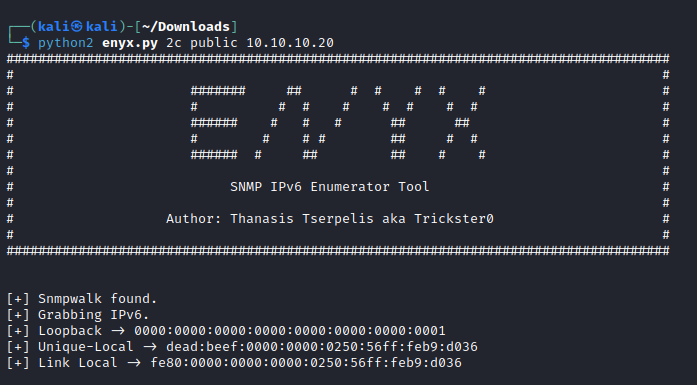 ┌──(kali㉿kali)-[~/Downloads]
└─$ python2 enyx.py 2c public 10.10.10.20
###################################################################################
#                                                                                 #
#                      #######     ##      #  #    #  #    #                      #
#                      #          #  #    #    #  #    #  #                       #
#                      ######    #   #   #      ##      ##                        #
#                      #        #    # #        ##     #  #                       #
#                      ######  #     ##         ##    #    #                      #
#                                                                                 #
#                           SNMP IPv6 Enumerator Tool                             #
#                                                                                 #
#                   Author: Thanasis Tserpelis aka Trickster0                     #
#                                                                                 #
###################################################################################
[+] Snmpwalk found.
[+] Grabbing IPv6.
[+] Loopback -> 0000:0000:0000:0000:0000:0000:0000:0001
[+] Unique-Local -> dead:beef:0000:0000:0250:56ff:feb9:d036
[+] Link Local -> fe80:0000:0000:0000:0250:56ff:feb9:d036